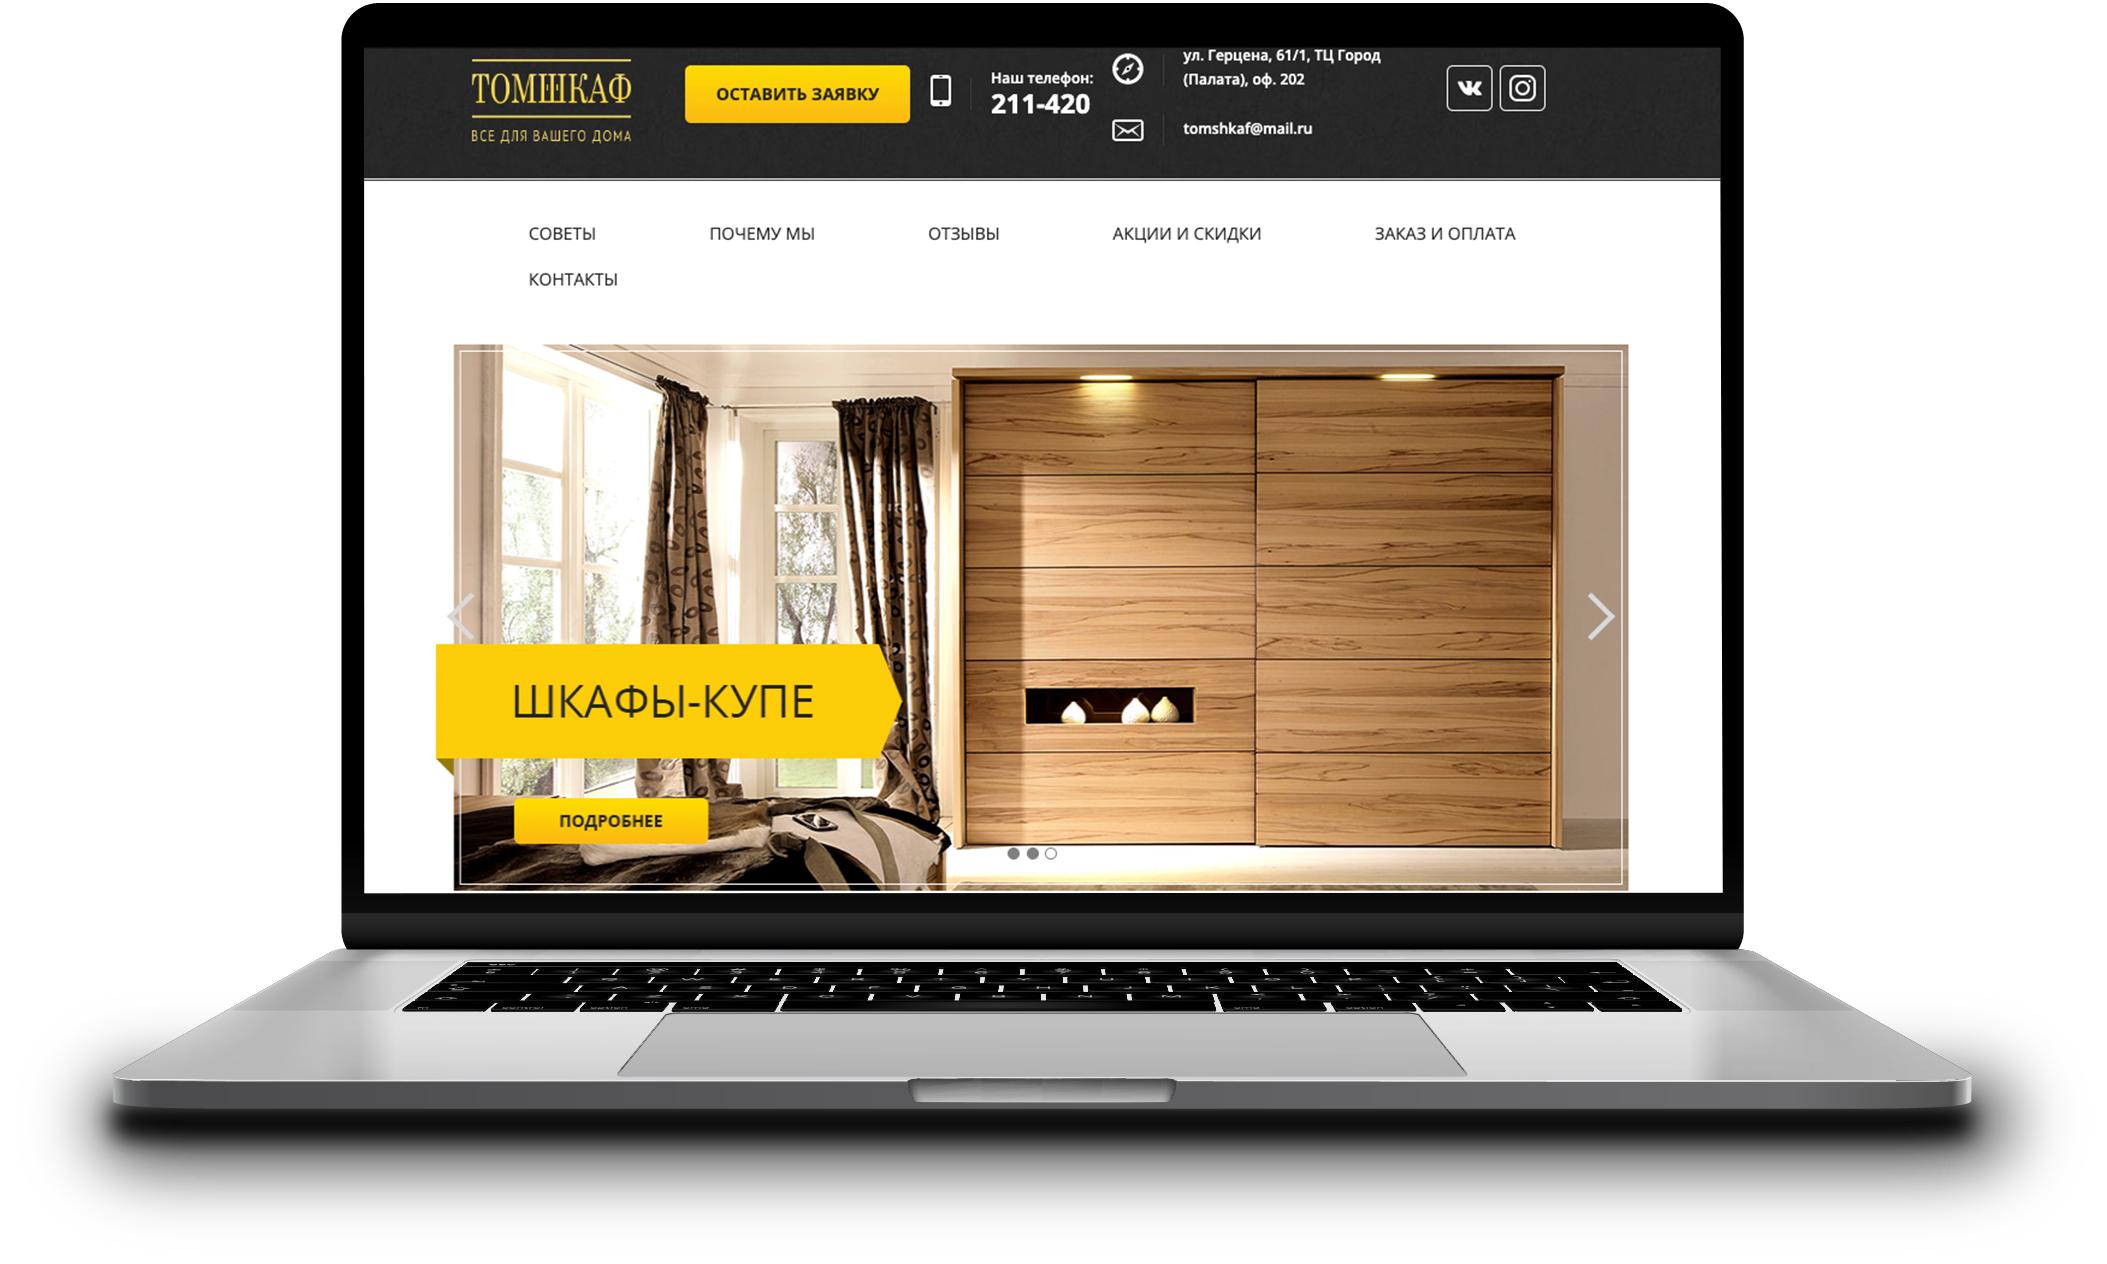 ТОМШКАФ
ВСЕ ДЛЯ ВАШЕГО ДОМА
ОСТАВИТЬ ЗАЯВКУ
Наш телефон:
211-420
ул. Герцена, 61/1, ТЦ Город
(Палата), оф. 202
tomshkaf@mail.ru
СОВЕТЫ
ПОЧЕМУ МЫ
ОТЗЫВЫ
АКЦИИ И СКИДКИ
ЗАКАЗ И ОПЛАТА
КОНТАКТЫ
ШКАФЫ-КУПЕ
ПОДРОБНЕЕ